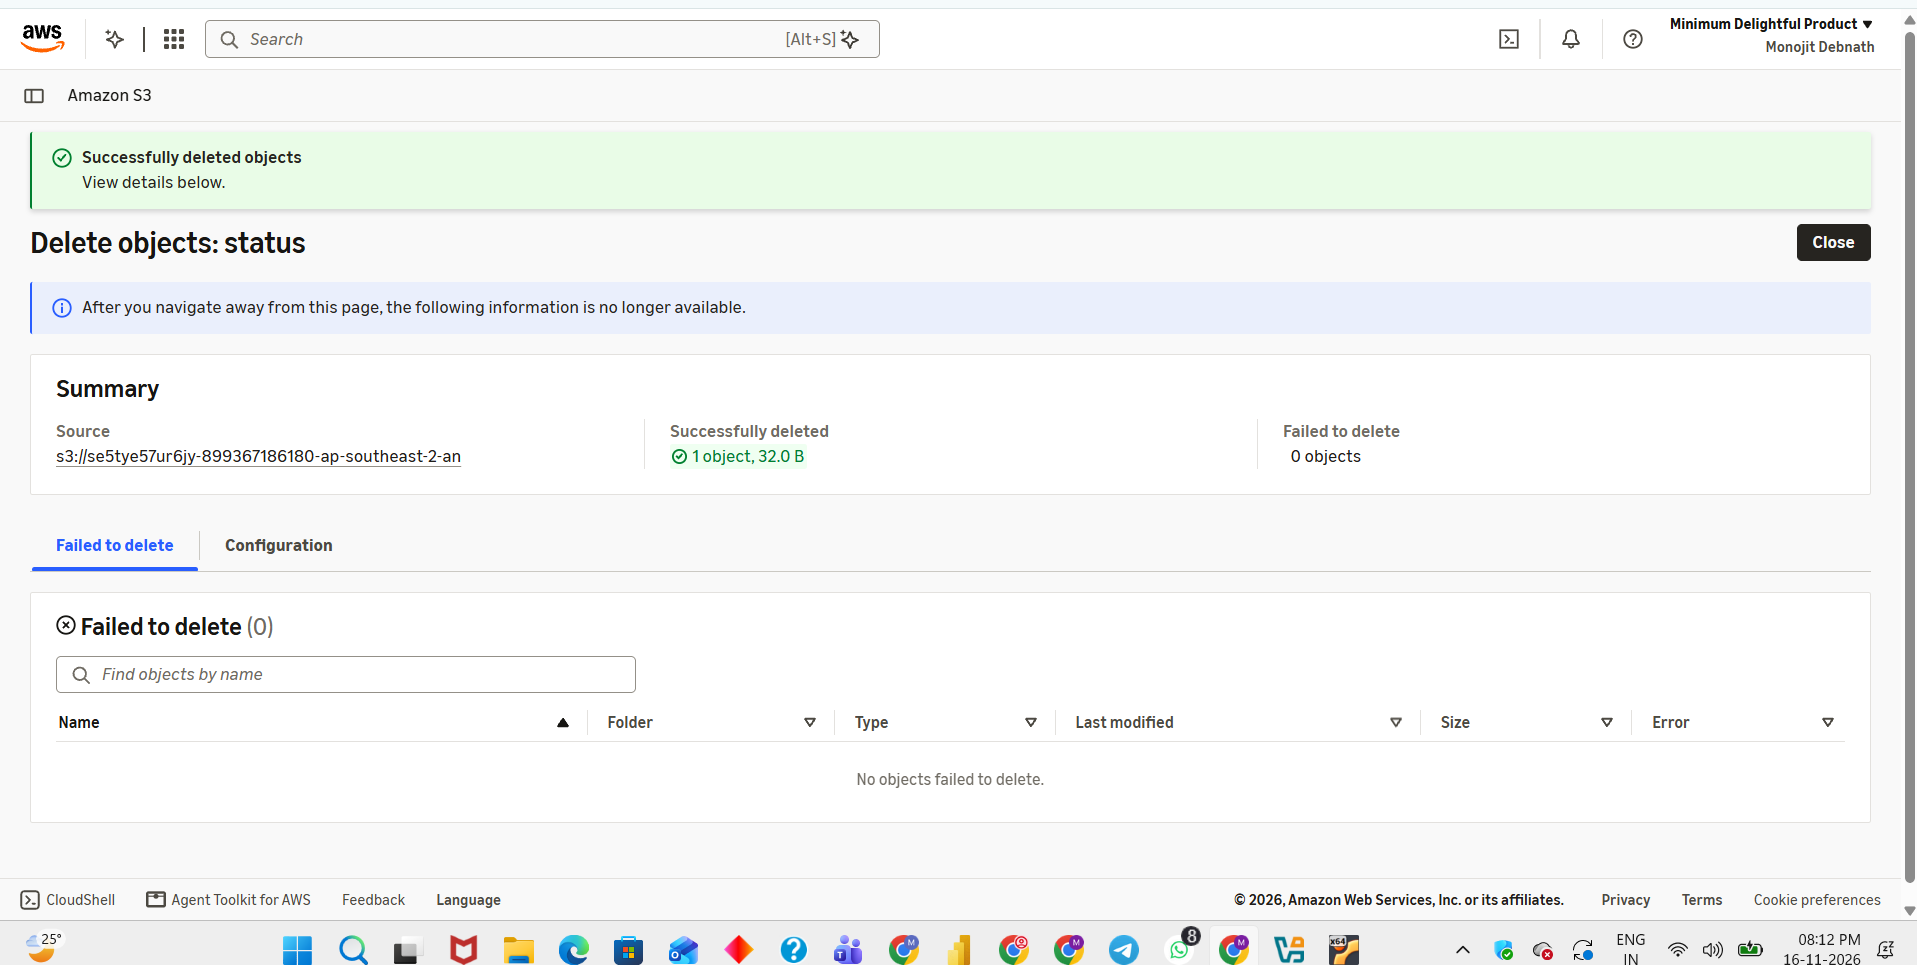 aws
Search
[Alt+S]
Minimum Delightful Product
Monojit Debnath
Amazon S3
Successfully deleted objects
View details below.
Delete objects: status
Close
After you navigate away from this page, the following information is no longer available.
Summary
Source
s3://se5tye57ur6jy-899367186180-ap-southeast-2-an
Successfully deleted
1 object, 32.0 B
Failed to delete
0 objects
Failed to delete
Configuration
Failed to delete (0)
Find objects by name
Name
Folder
Type
Last modified
Size
Error
No objects failed to delete.
CloudShell
Agent Toolkit for AWS
Feedback
Language
© 2026, Amazon Web Services, Inc. or its affiliates.
Privacy
Terms
Cookie preferences
25°
8
ENG
IN
08:12 PM
16-11-2026